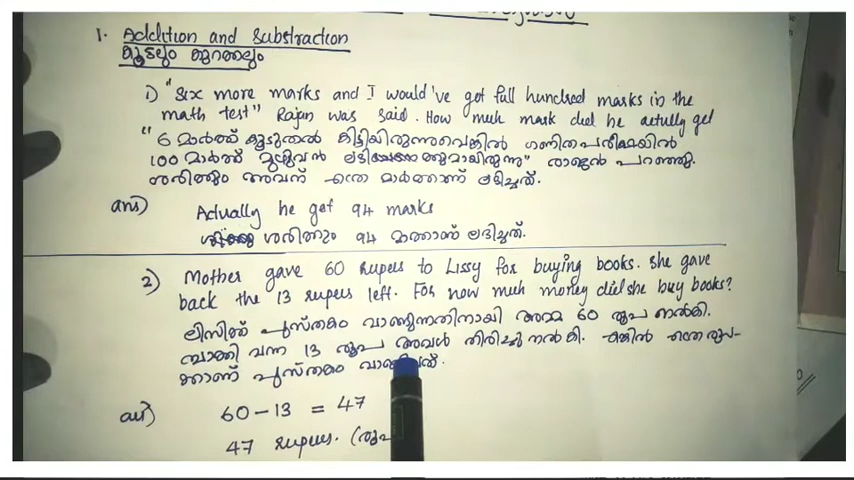 1. Addition and Substraction
കൂടലും കുറക്കലും
1) "Six more marks and I would've got full hundred marks in the
math test" Rajan was said. How much mark did he actully get
"6 മാർക്ക് കൂടുതൽ കിട്ടിയിരുന്നുവെങ്കിൽ ഗണിതപരീക്ഷയിൽ
100 മാർക്ക് മുഴുവൻ ലഭിക്കുമായിരുന്നു" രാജൻ പറഞ്ഞു.
ശരിക്കും അവന് എത്ര മാർക്കാണ് ലഭിച്ചത്.
ans) Actually he get 94 marks
ശരിക്കും 94 മാർക്കാണ് ലഭിച്ചത്.
2) Mother gave 60 rupees to Lissy for buying books. She gave
back the 13 rupees left. For how much money did she buy books?
ലിസിക്ക് പുസ്തകം വാങ്ങുന്നതിനായി അമ്മ 60 രൂപ നൽകി.
ബാക്കി വന്ന 13 രൂപ അവൾ തിരിച്ചു നൽകി. എങ്കിൽ എത്ര രൂപ-
ക്കാണ് പുസ്തകം
ans) 60 - 13 = 47
47 rupees.